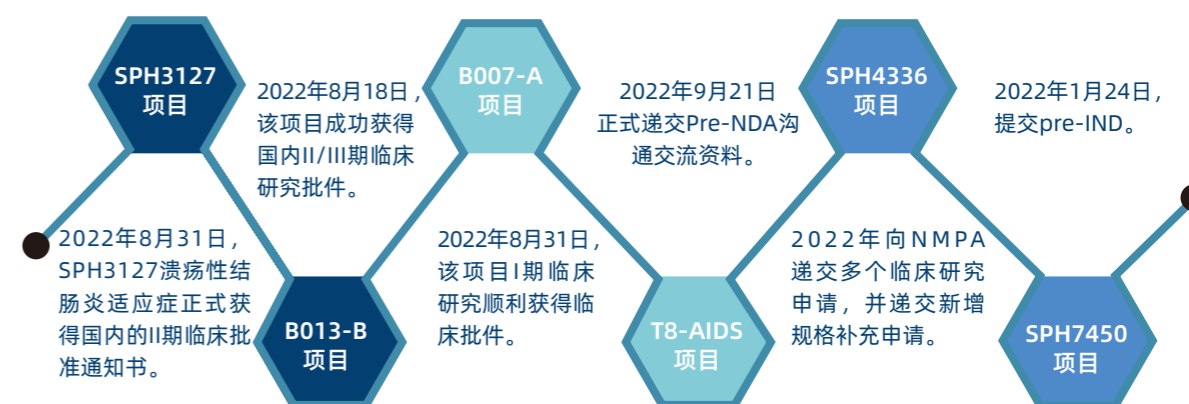 SPH3127
项目
2022年8月31日，
SPH3127溃疡性结
肠炎适应症正式获
得国内的II期临床批
准通知书。
2022年8月18日，
该项目成功获得
国内II/III期临床
研究批件。
B013-B
项目
B007-A
项目
2022年8月31日，
该项目I期临床
研究顺利获得临
床批件。
2022年9月21日
正式递交Pre-NDA沟
通交流资料。
T8-AIDS
项目
SPH4336
项目
2022年向NMPA
递交多个临床研究
申请，并递交新增
规格补充申请。
2022年1月24日，
提交pre-IND。
SPH7450
项目